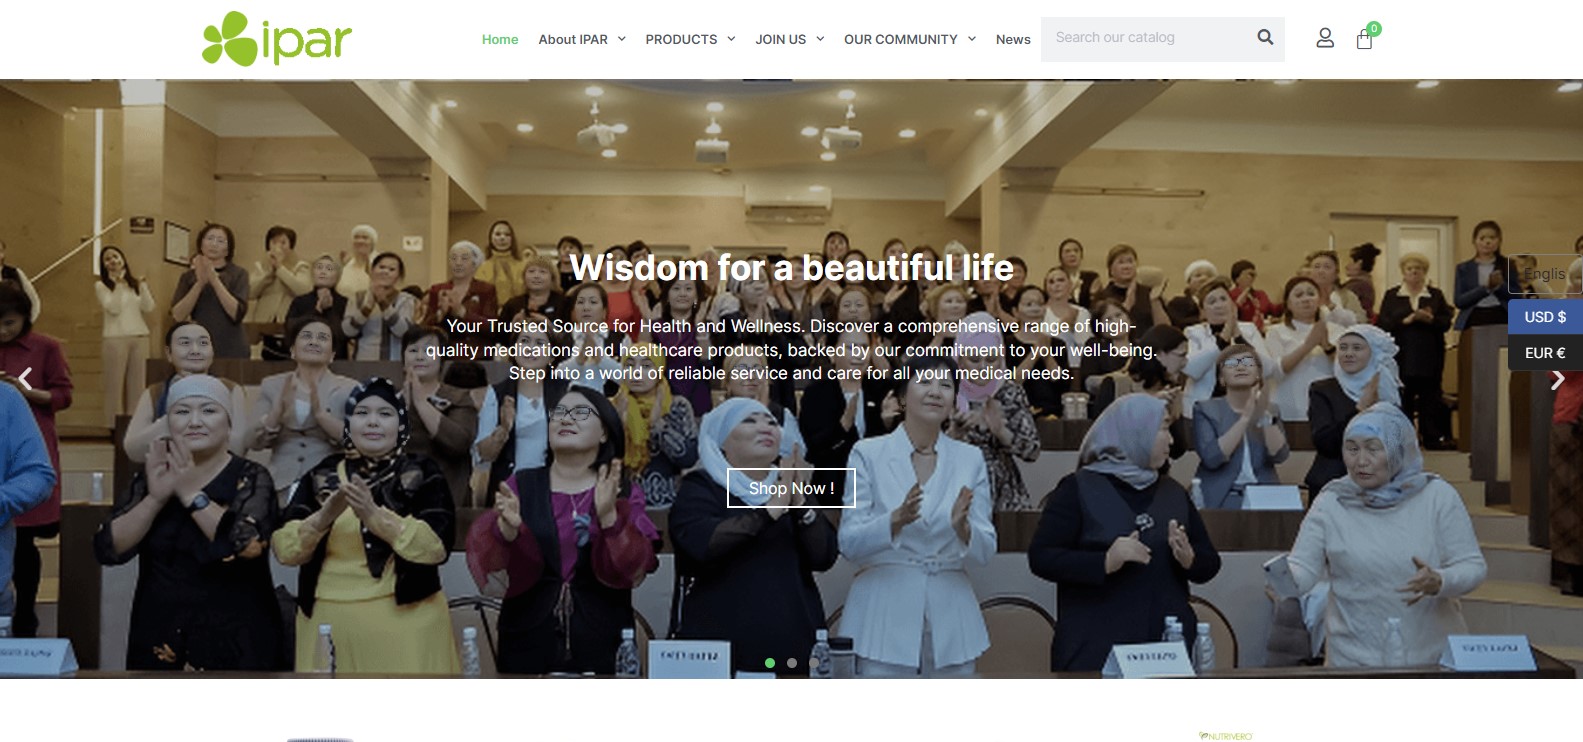 ipar
Home About IPAR PRODUCTS JOIN US OUR COMMUNITY News Search our catalog 0
Wisdom for a beautiful life
Englis
USD $
EUR €
Your Trusted Source for Health and Wellness. Discover a comprehensive range of high-
quality medications and healthcare products, backed by our commitment to your well-being.
Step into a world of reliable service and care for all your medical needs.
Shop Now !
NUTRIVERO